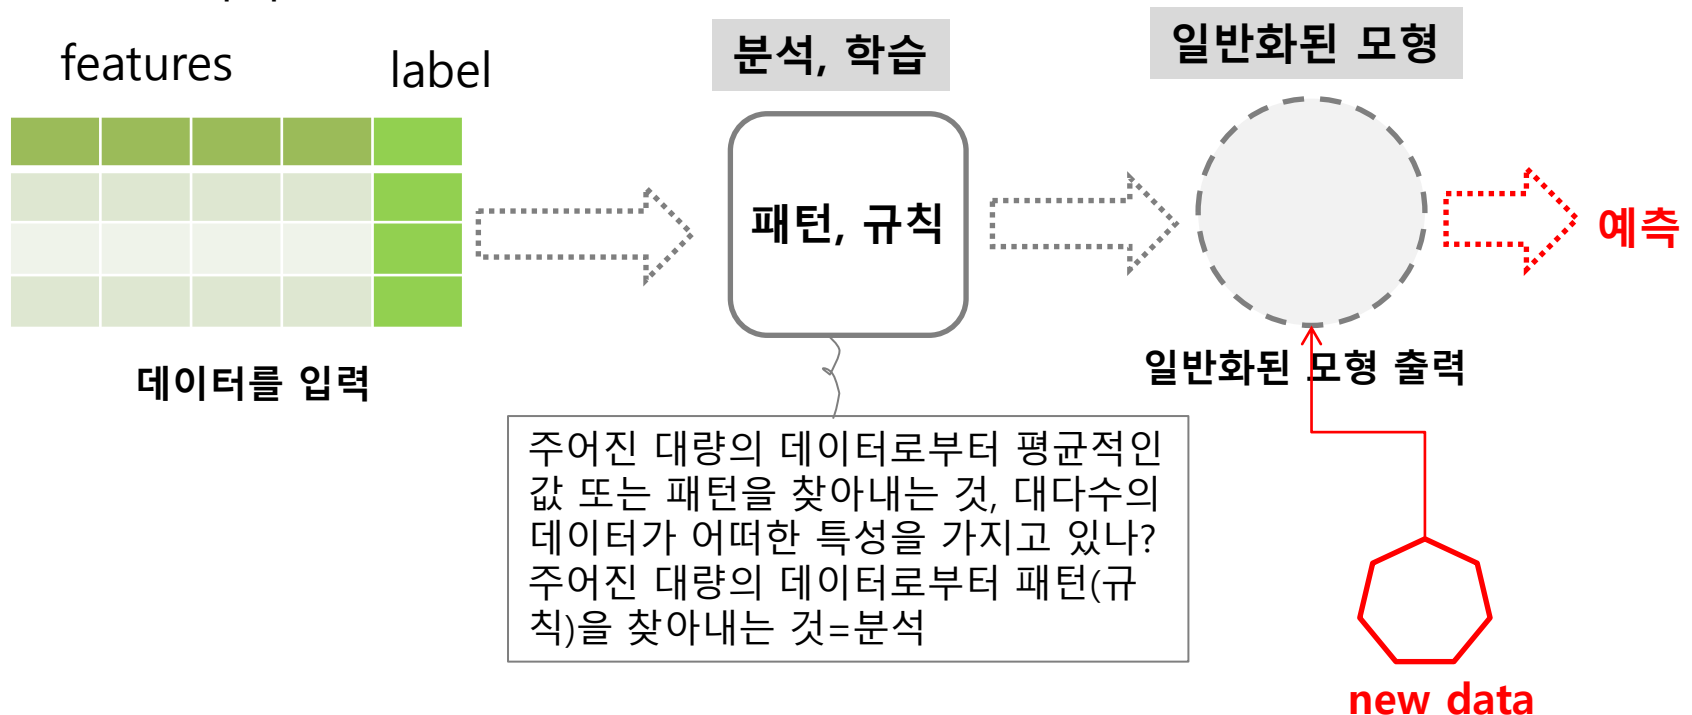 features
label
분석, 학습
일반화된 모형
패턴, 규칙
예측
데이터를 입력
일반화된 모형 출력
주어진 대량의 데이터로부터 평균적인
값 또는 패턴을 찾아내는 것, 대다수의
데이터가 어떠한 특성을 가지고 있나?
주어진 대량의 데이터로부터 패턴(규
칙)을 찾아내는 것=분석
new data